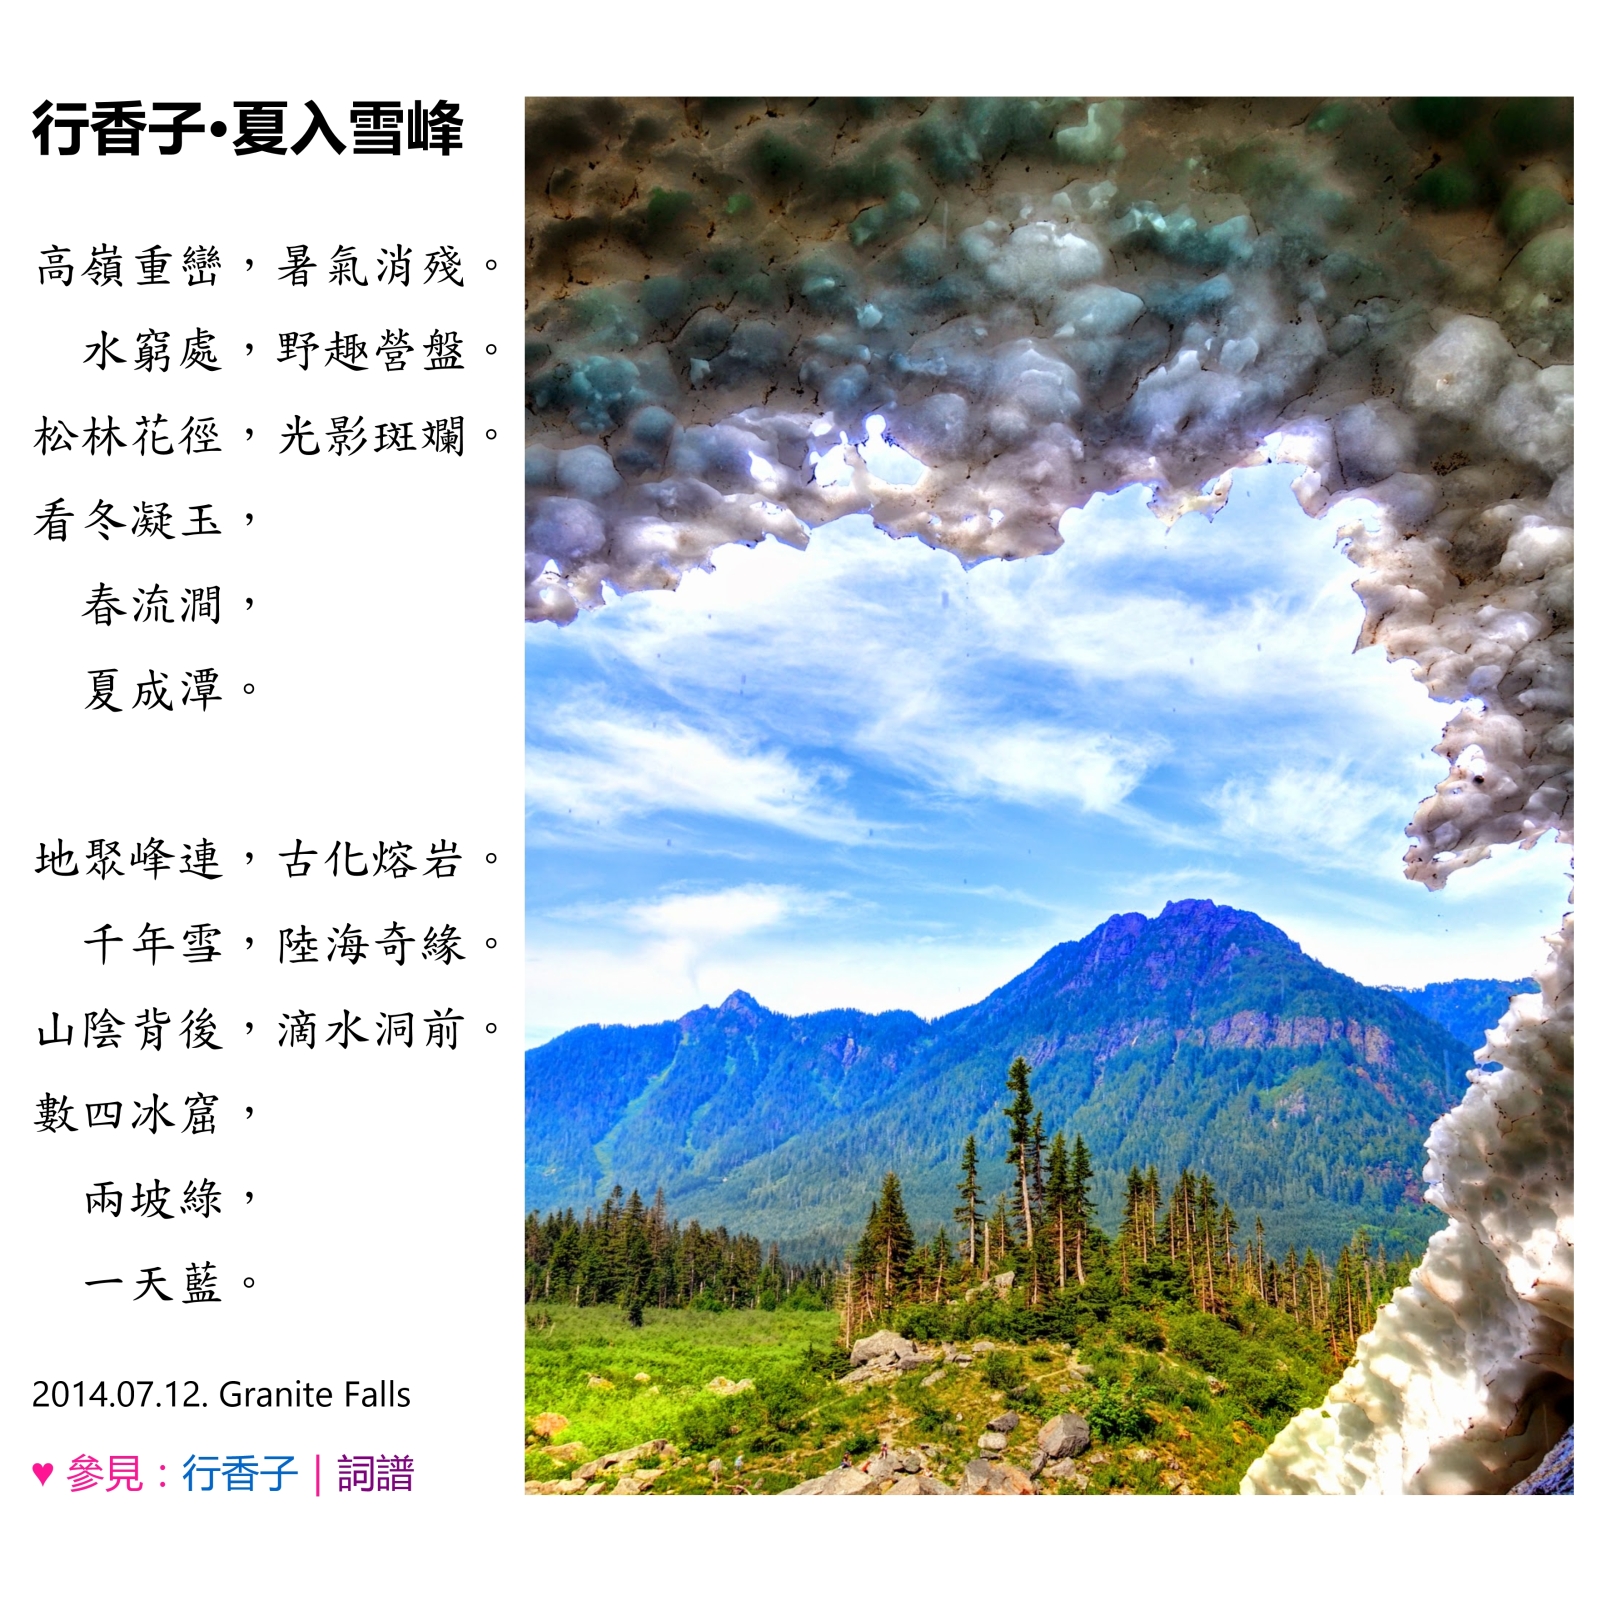 行香子•夏入雪峰
高嶺重巒，暑氣消殘。
水窮處，野趣營盤。
松林花徑，光影斑斕。
看冬凝玉，
春流澗，
夏成潭。
地聚峰連，古化熔岩。
千年雪，陸海奇緣。
山陰背後，滴水洞前。
數四冰窟，
兩坡綠，
一天藍。
2014.07.12. Granite Falls
♥ 參見：行香子 | 詞譜